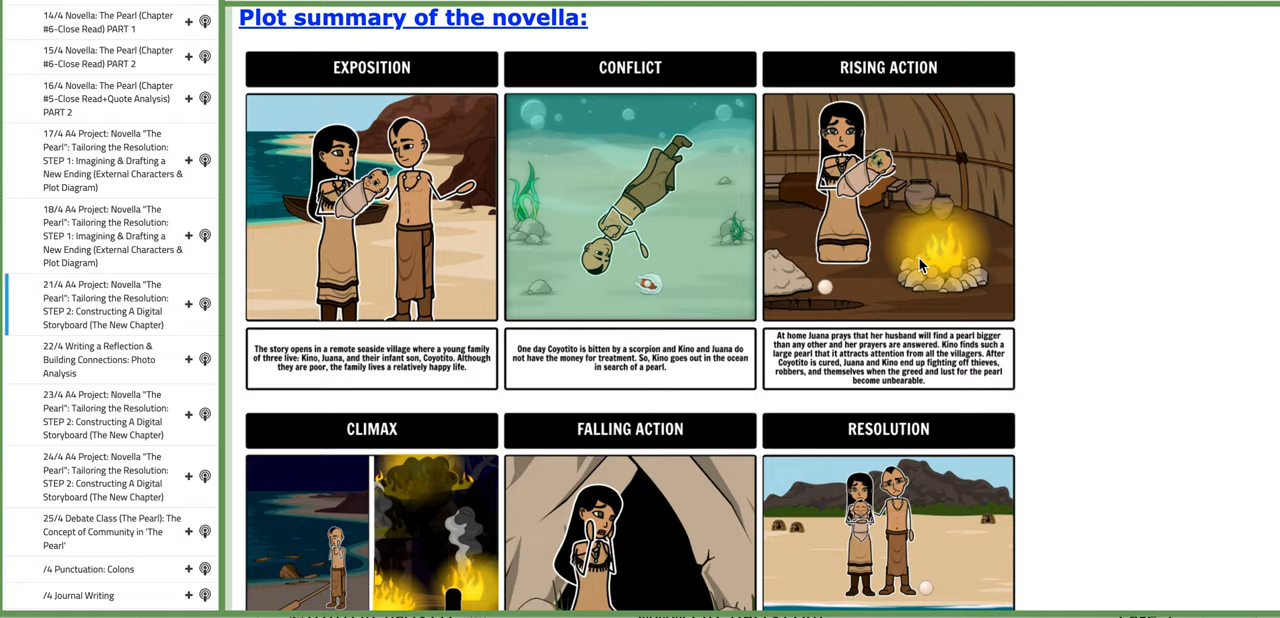 14/4 Novella: The Pearl (Chapter
#6-Close Read) PART 1
15/4 Novella: The Pearl (Chapter
#6-Close Read) PART 2
16/4 Novella: The Pearl (Chapter
#5-Close Read+Quote Analysis)
PART 2
17/4 A4 Project: Novella "The
Pearl": Tailoring the Resolution:
STEP 1: Imagining & Drafting a
New Ending (External Characters &
Plot Diagram)
18/4 A4 Project: Novella "The
Pearl": Tailoring the Resolution:
STEP 1: Imagining & Drafting a
New Ending (External Characters &
Plot Diagram)
21/4 A4 Project: Novella "The
Pearl": Tailoring the Resolution:
STEP 2: Constructing A Digital
Storyboard (The New Chapter)
22/4 Writing a Reflection &
Building Connections: Photo
Analysis
23/4 A4 Project: Novella "The
Pearl": Tailoring the Resolution:
STEP 2: Constructing A Digital
Storyboard (The New Chapter)
24/4 A4 Project: Novella "The
Pearl": Tailoring the Resolution:
STEP 2: Constructing A Digital
Storyboard (The New Chapter)
25/4 Debate Class (The Pearl): The
Concept of Community in 'The
Pearl'
/4 Punctuation: Colons
/4 Journal Writing
Plot summary of the novella:
EXPOSITION
CONFLICT
RISING ACTION
The story opens in a remote seaside village where a young family
of three live: Kino, Juana, and their infant son, Coyotito. Although
they are poor, the family lives a relatively happy life.
One day Coyotito is bitten by a scorpion and Kino and Juana do
not have the money for treatment. So, Kino goes out in the ocean
in search of a pearl.
At home Juana prays that her husband will find a pearl bigger
than any other and her prayers are answered. Kino finds such a
large pearl that it attracts attention from all the villagers. After
Coyotito is cured, Juana and Kino end up fighting off thieves,
robbers, and themselves when the greed and lust for the pearl
become unbearable.
CLIMAX
FALLING ACTION
RESOLUTION